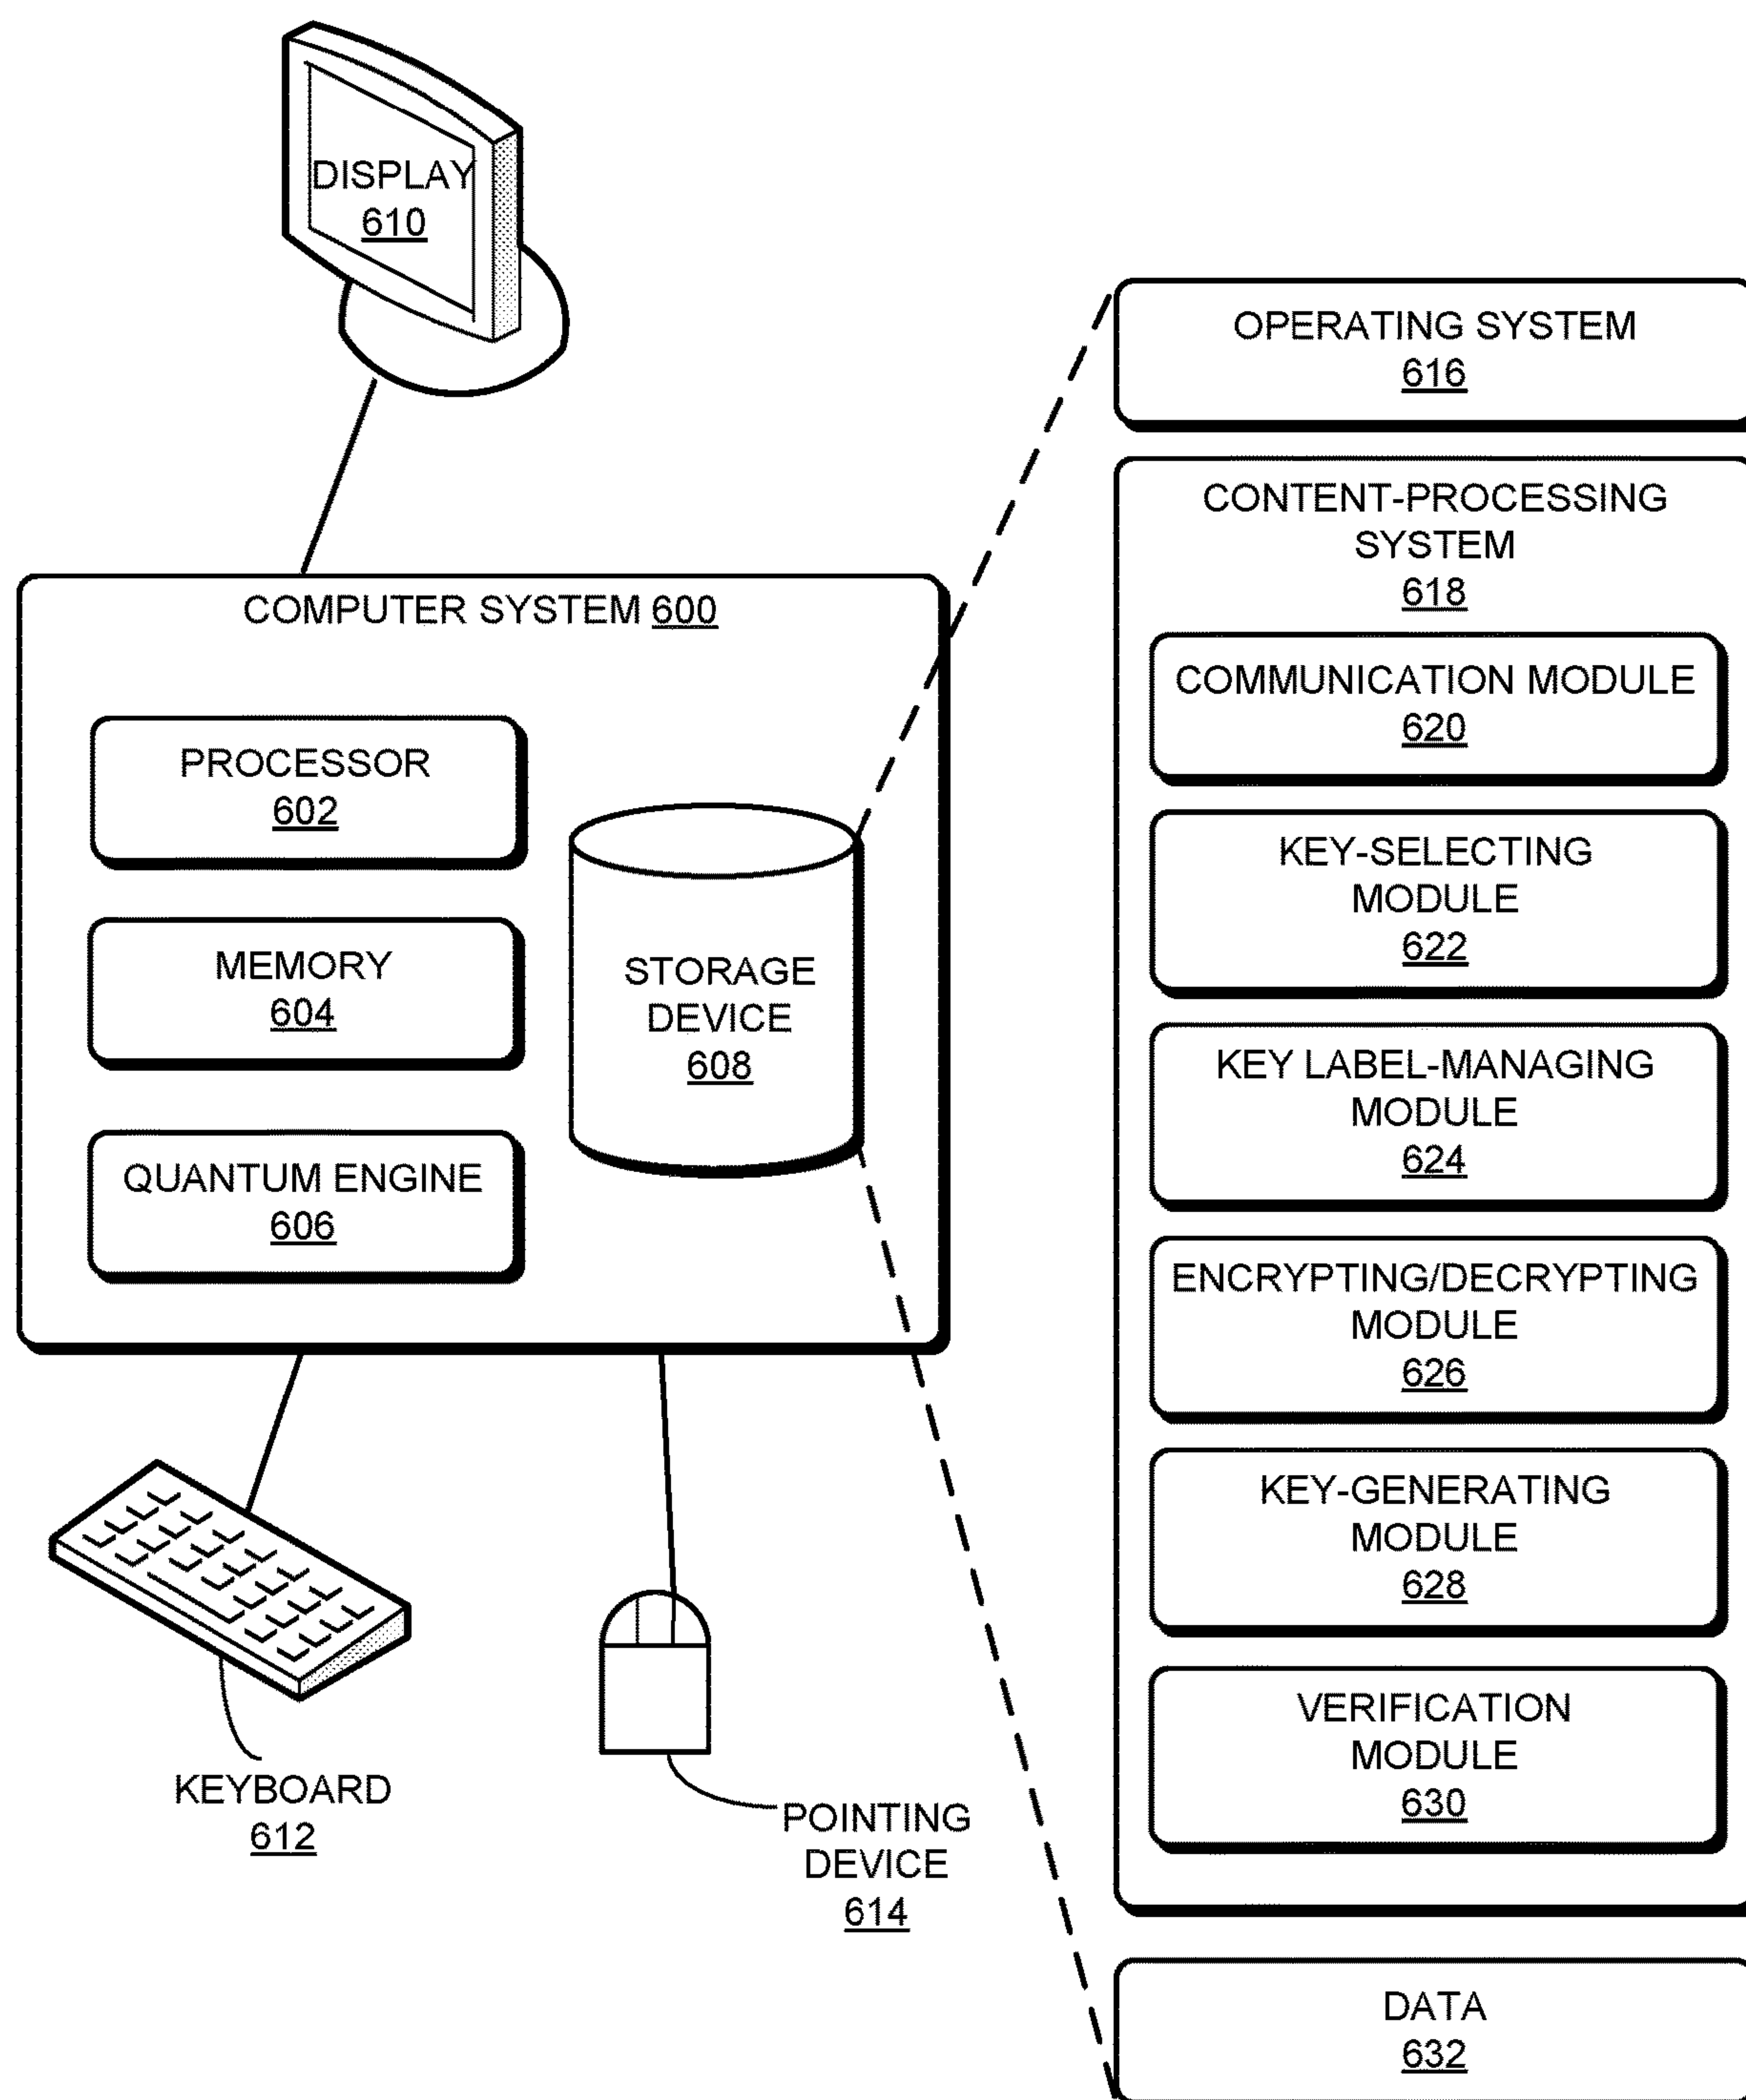 DISPLAY
610
COMPUTER SYSTEM 600
PROCESSOR
602
MEMORY
604
QUANTUM ENGINE
606
STORAGE
DEVICE
608
KEYBOARD
612
POINTING
DEVICE
614
OPERATING SYSTEM
616
CONTENT-PROCESSING
SYSTEM
618
COMMUNICATION MODULE
620
KEY-SELECTING
MODULE
622
KEY LABEL-MANAGING
MODULE
624
ENCRYPTING/DECRYPTING
MODULE
626
KEY-GENERATING
MODULE
628
VERIFICATION
MODULE
630
DATA
632